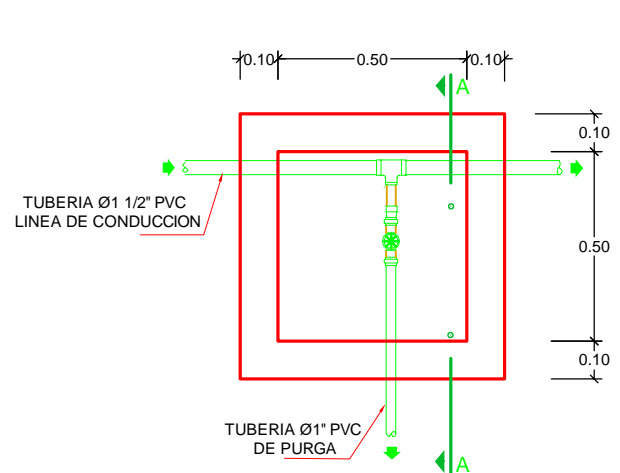 0.10 0.50 0.10
A
0.10
TUBERIA Ø1 1/2" PVC
LINEA DE CONDUCCION
0.50
0.10
TUBERIA Ø1" PVC
DE PURGA
A